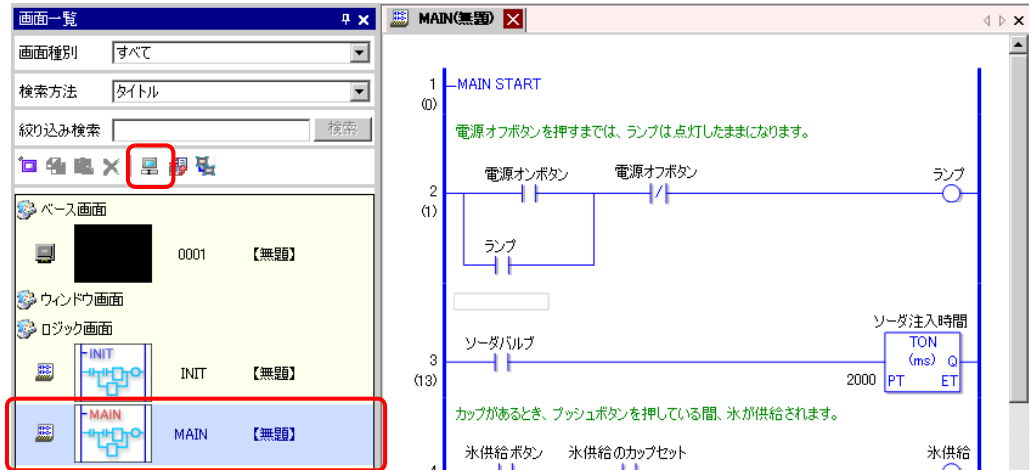 画面一覧
画面種別 すべて
検索方法 タイトル
絞り込み検索 検索
ベース画面
0001 【無題】
ウィンドウ画面
ロジック画面
INIT
INIT 【無題】
MAIN
MAIN 【無題】
MAIN(無題)
1 MAIN START
(0)
電源オフボタンを押すまでは、ランプは点灯したままになります。
電源オンボタン 電源オフボタン ランプ
2
(1)
ランプ
ソーダ注入時間
ソーダバルブ TON
3 (ms) Q
(13) 2000 PT ET
カップがあるとき、プッシュボタンを押している間、氷が供給されます。
氷供給ボタン 氷供給のカップセット 氷供給
4